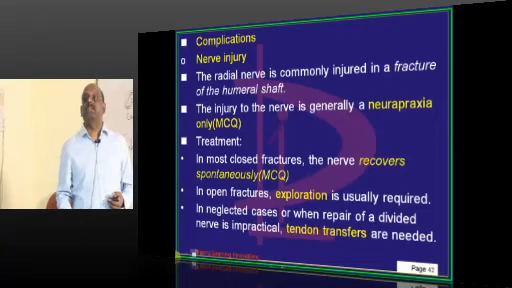 Complications
Nerve injury
The radial nerve is commonly injured in a fracture
of the humeral shaft.
The injury to the nerve is generally a neurapraxia
only(MCQ)
Treatment:
In most closed fractures, the nerve recovers
spontaneously(MCQ)
In open fractures, exploration is usually required.
In neglected cases or when repair of a divided
nerve is impractical, tendon transfers are needed.
Page 42